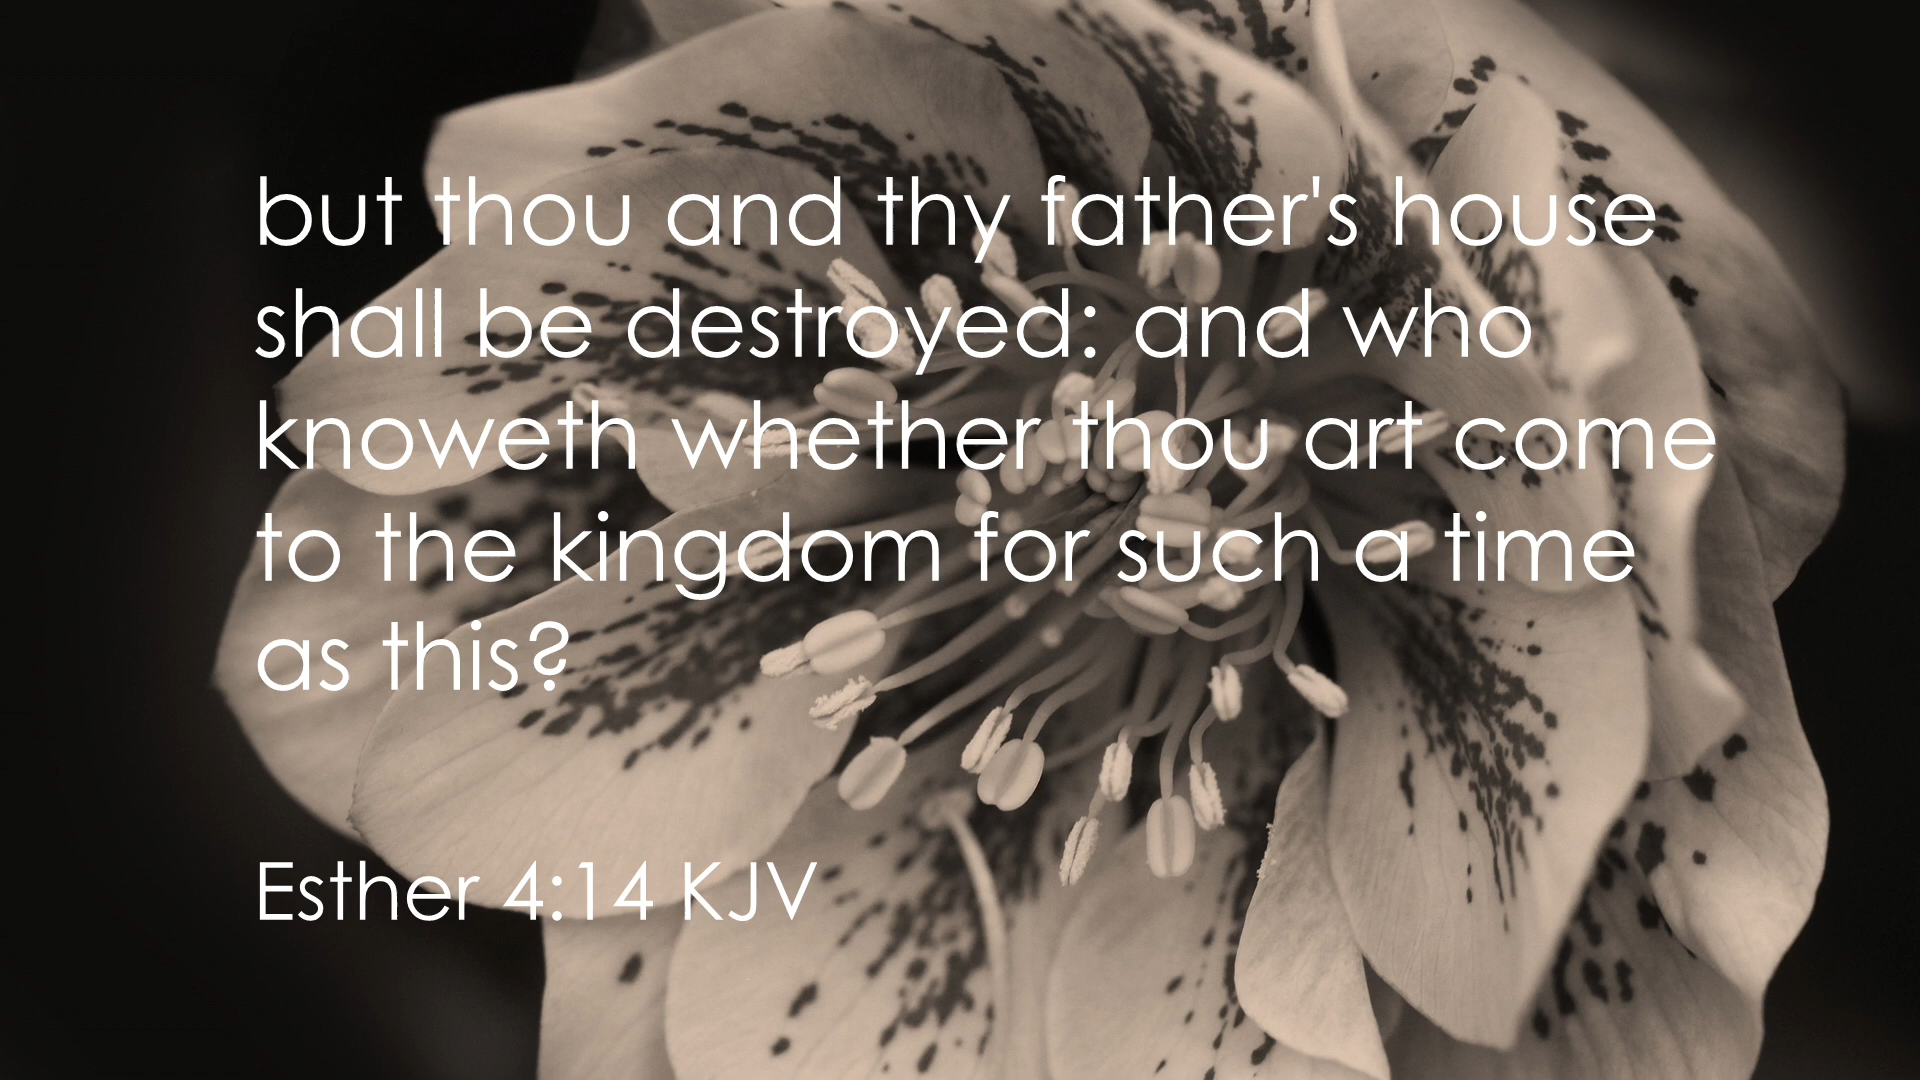 but thou and thy father's house
shall be destroyed: and who
knoweth whether thou art come
to the kingdom for such a time
as this?
Esther 4:14 KJV